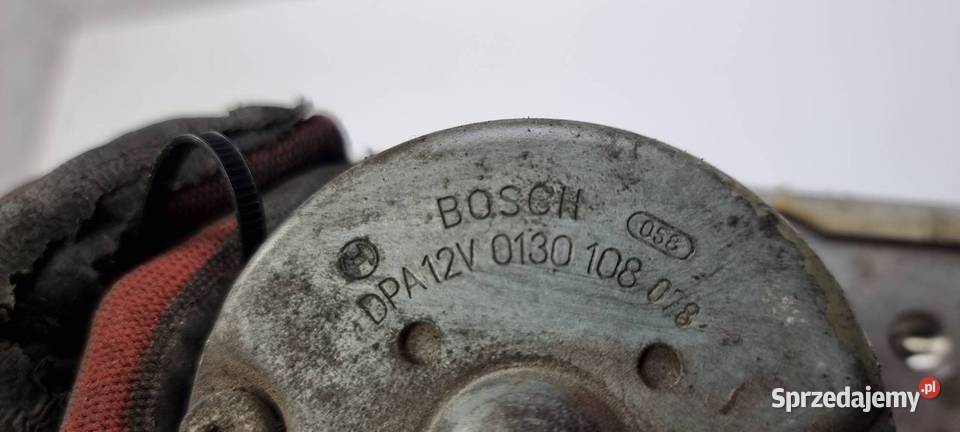 BOSCH
058
DPA 12V 0130 108 078
Sprzedajemy.pl